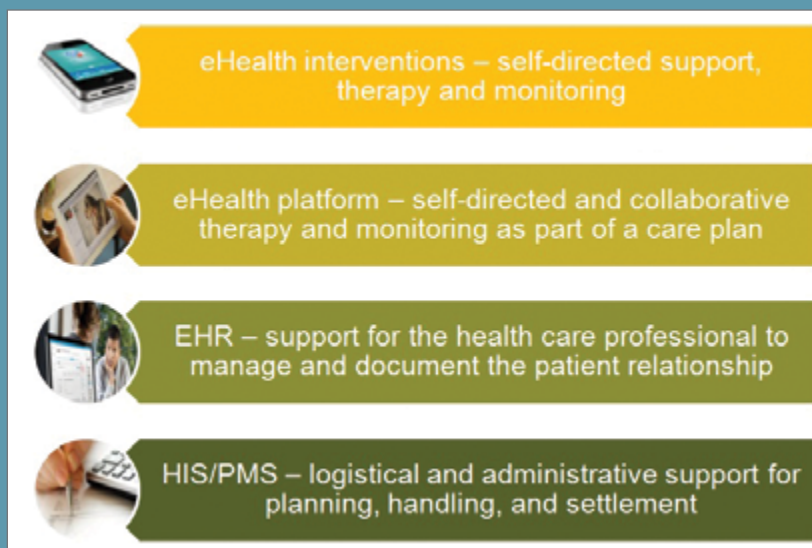 eHealth interventions – self-directed support,
therapy and monitoring
eHealth platform – self-directed and collaborative
therapy and monitoring as part of a care plan
EHR – support for the health care professional to
manage and document the patient relationship
HIS/PMS – logistical and administrative support for
planning, handling, and settlement